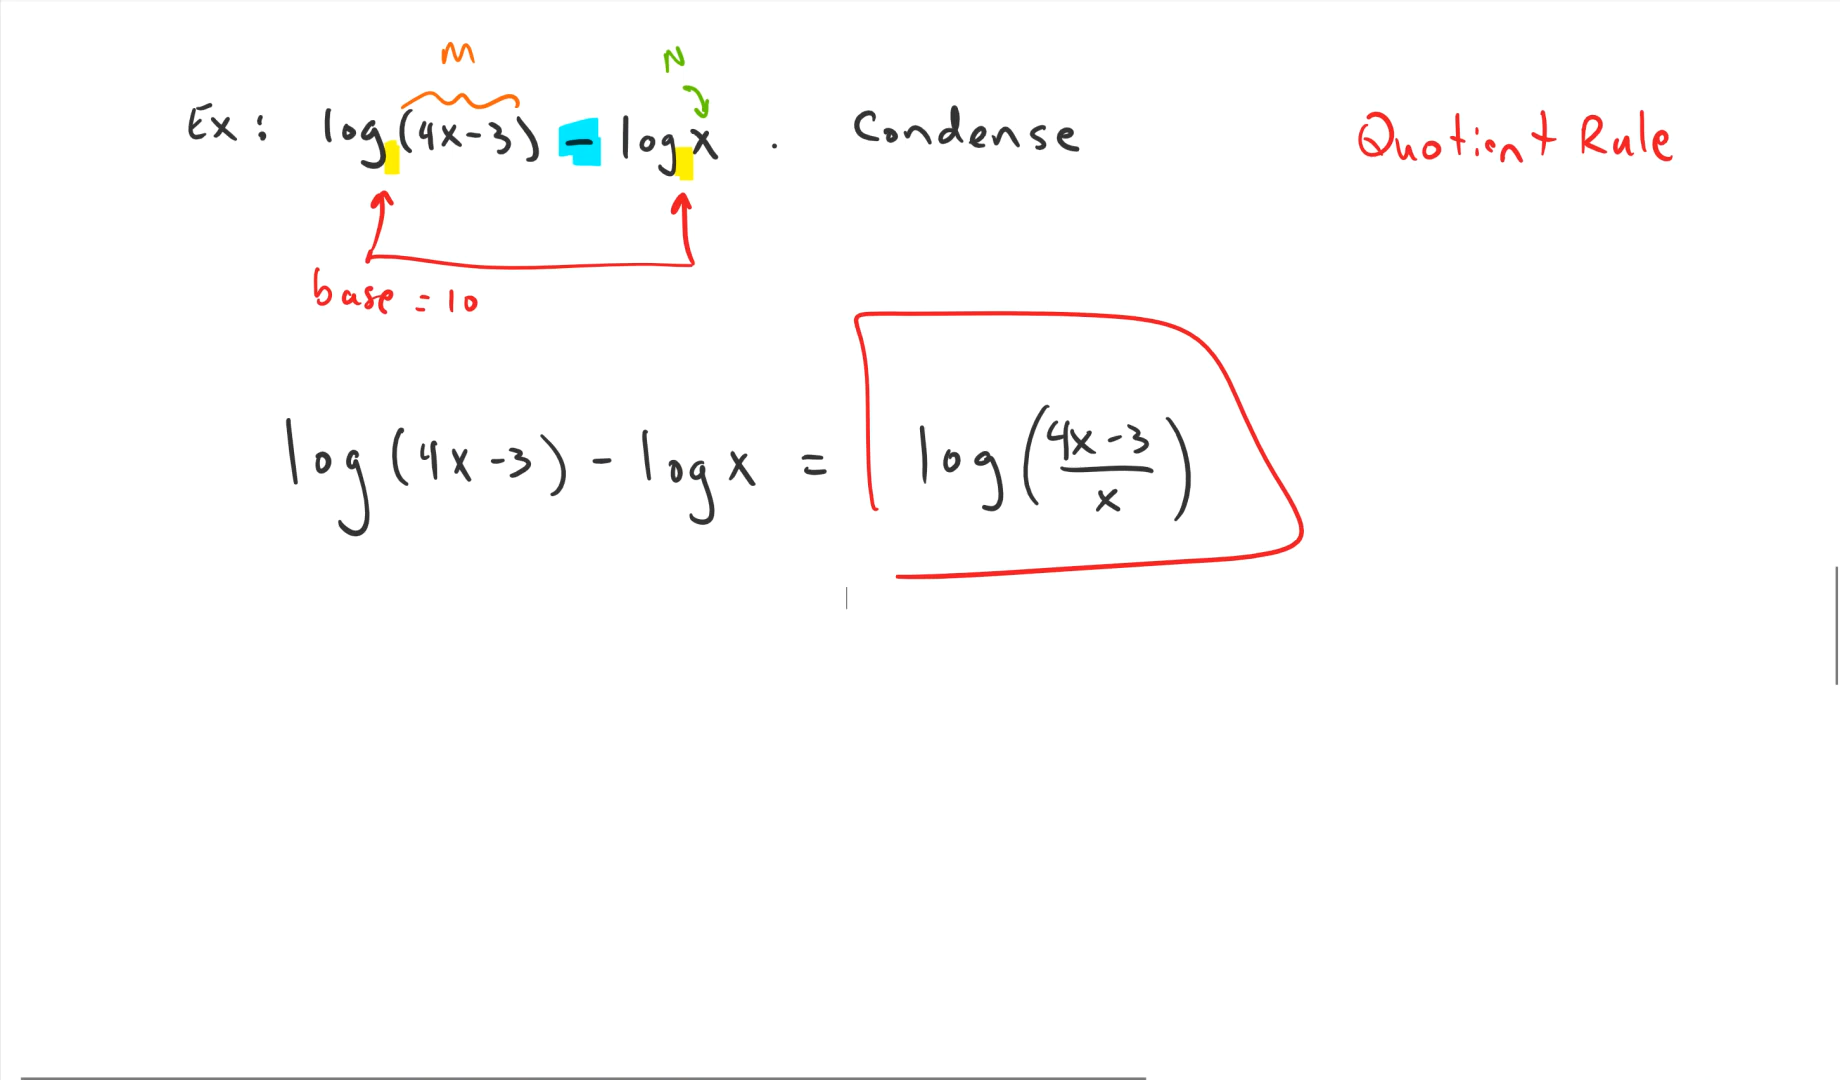 M N
Ex: log(4x-3) - log x . Condense Quotient Rule
base = 10
log(4x-3) - log x = log((4x-3)/x)